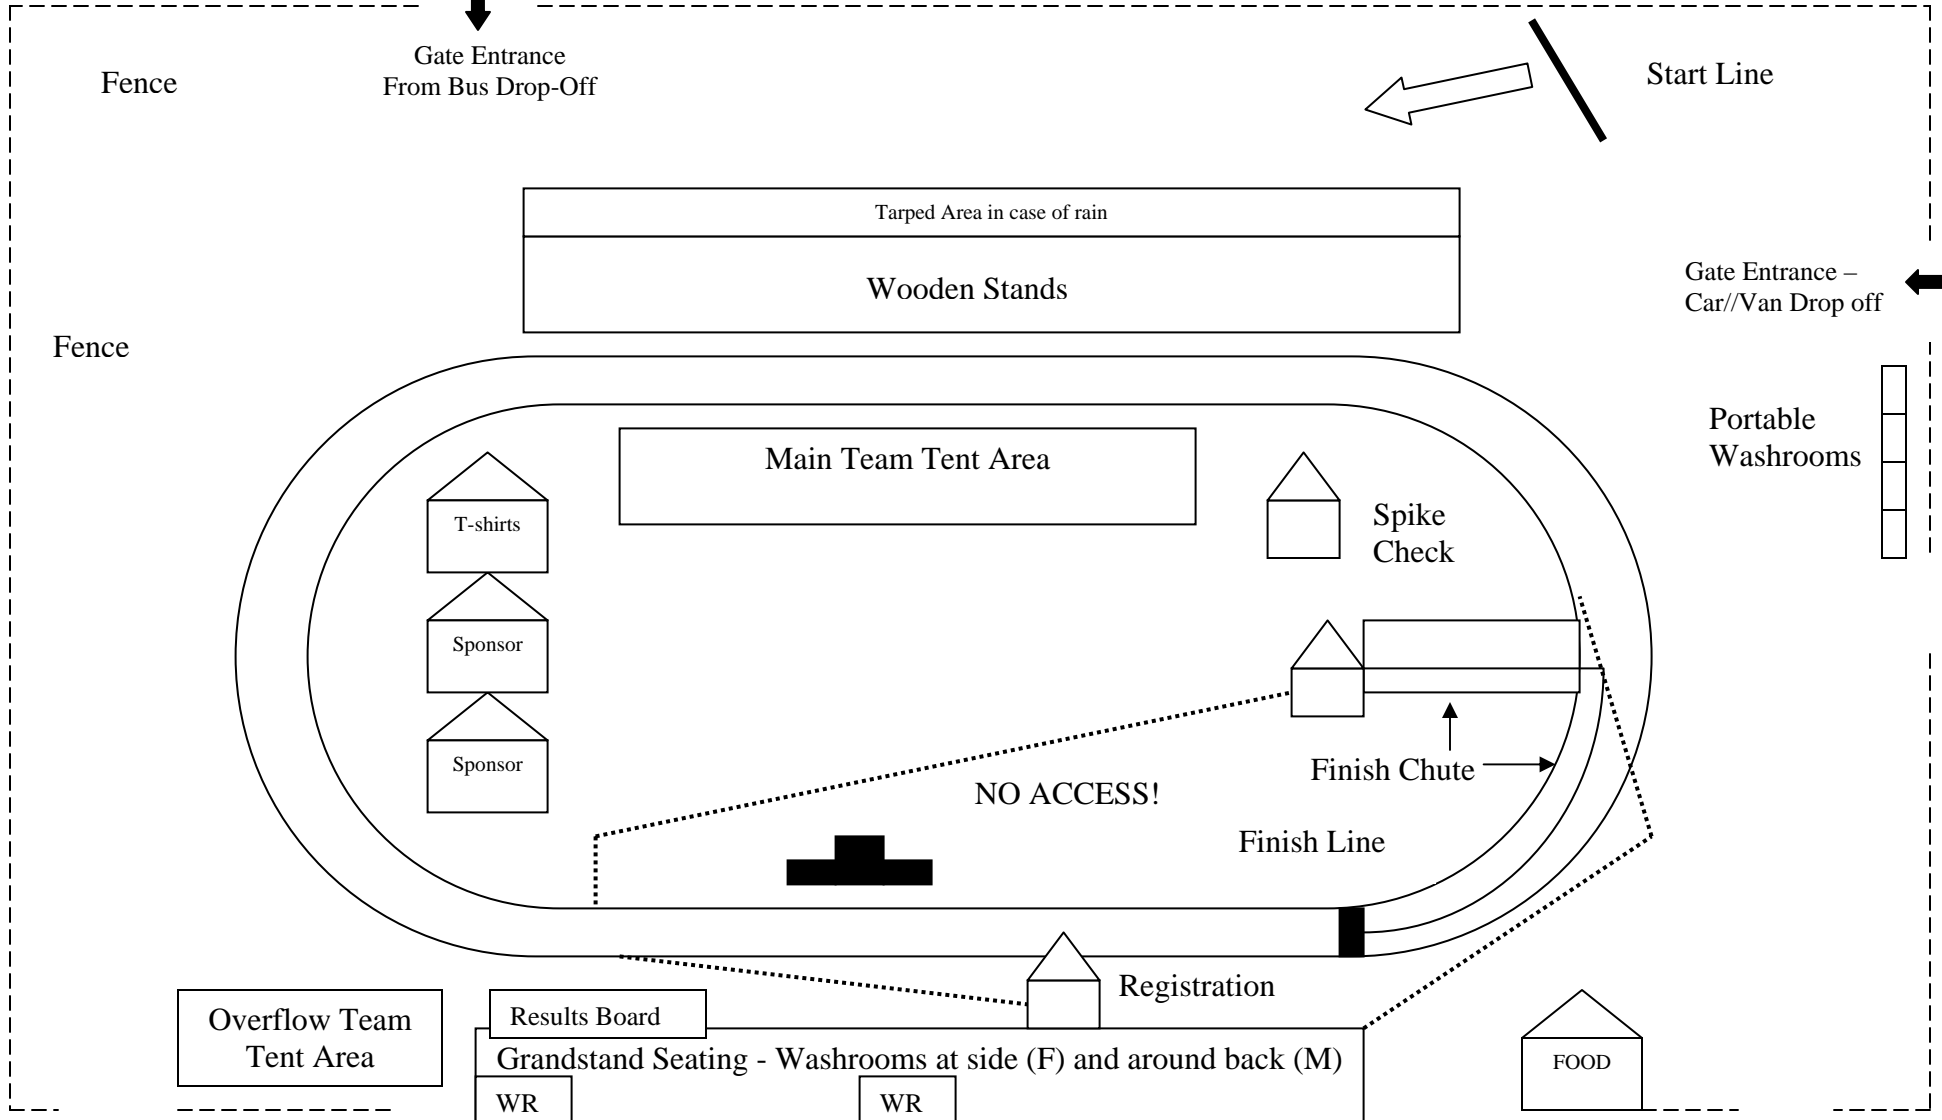 Gate Entrance
From Bus Drop-Off
Fence
Start Line
Tarped Area in case of rain
Wooden Stands
Gate Entrance –
Car//Van Drop off
Fence
Portable
Washrooms
Main Team Tent Area
T-shirts
Spike
Check
Sponsor
Sponsor
Finish Chute
NO ACCESS!
Finish Line
Registration
Overflow Team
Tent Area
Results Board
Grandstand Seating - Washrooms at side (F) and around back (M)
FOOD
WR
WR